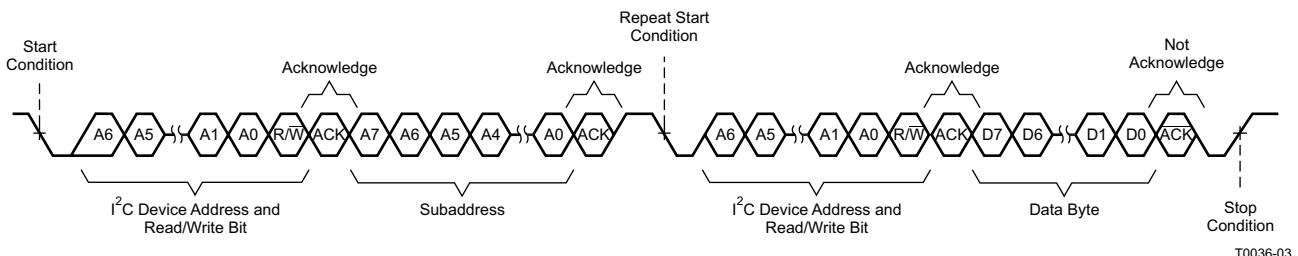 Start
Condition
Acknowledge
Acknowledge
Repeat Start
Condition
Acknowledge
Not
Acknowledge
A6 A5 A1 A0 R/W̅ ACK A7 A6 A5 A4 A0 ACK A6 A5 A1 A0 R/W̅ ACK D7 D6 D1 D0 A̅C̅K̅
I²C Device Address and
Read/Write Bit
Subaddress
I²C Device Address and
Read/Write Bit
Data Byte
Stop
Condition
T0036-03